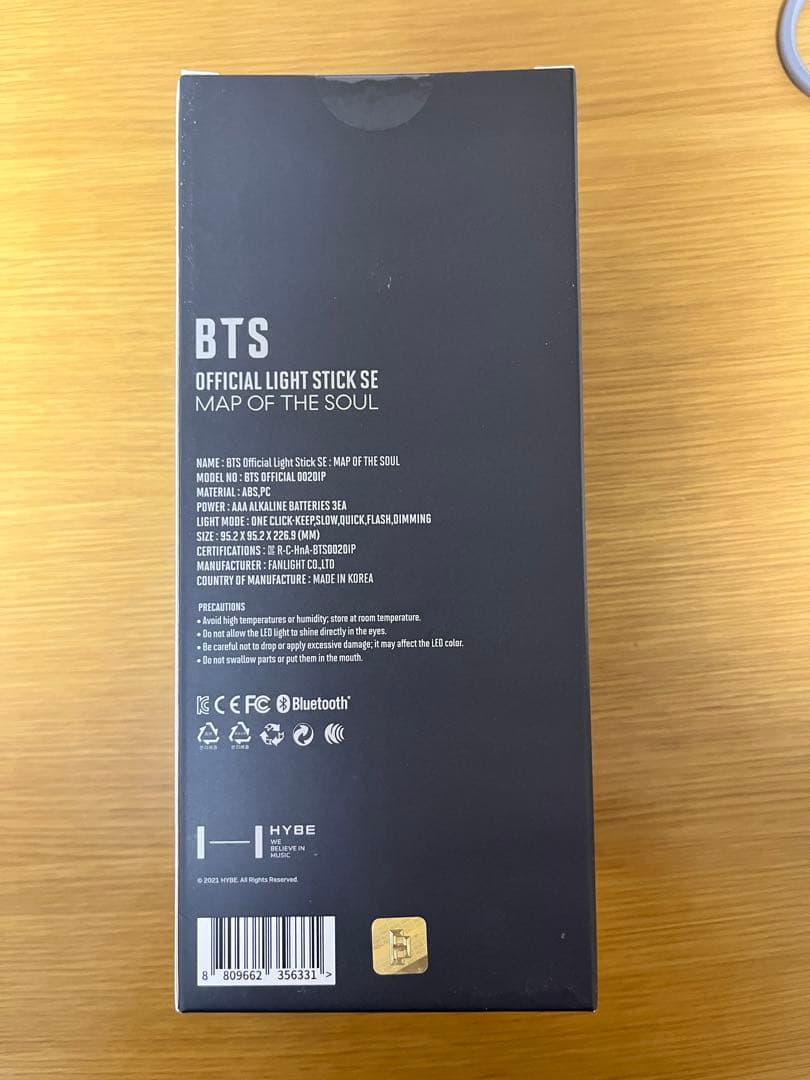 BTS
OFFICIAL LIGHT STICK SE
MAP OF THE SOUL
NAME : BTS Official Light Stick SE : MAP OF THE SOUL
MODEL NO : BTS OFFICIAL 00201P
MATERIAL : ABS,PC
POWER : AAA ALKALINE BATTERIES 3EA
LIGHT MODE : ONE CLICK-KEEP,SLOW,QUICK,FLASH,DIMMING
SIZE : 95.2 X 95.2 X 226.9 (MM)
CERTIFICATIONS : R-C-HnA-BTS00201P
MANUFACTURER : FANLIGHT CO.,LTD
COUNTRY OF MANUFACTURE : MADE IN KOREA
PRECAUTIONS
• Avoid high temperatures or humidity; store at room temperature.
• Do not allow the LED light to shine directly in the eyes.
• Be careful not to drop or apply excessive damage; it may affect the LED color.
• Do not swallow parts or put them in the mouth.
CE FC Bluetooth®
HYBE
WE
BELIEVE IN
MUSIC
© 2021 HYBE. All Rights Reserved.
8 809662 356331 >